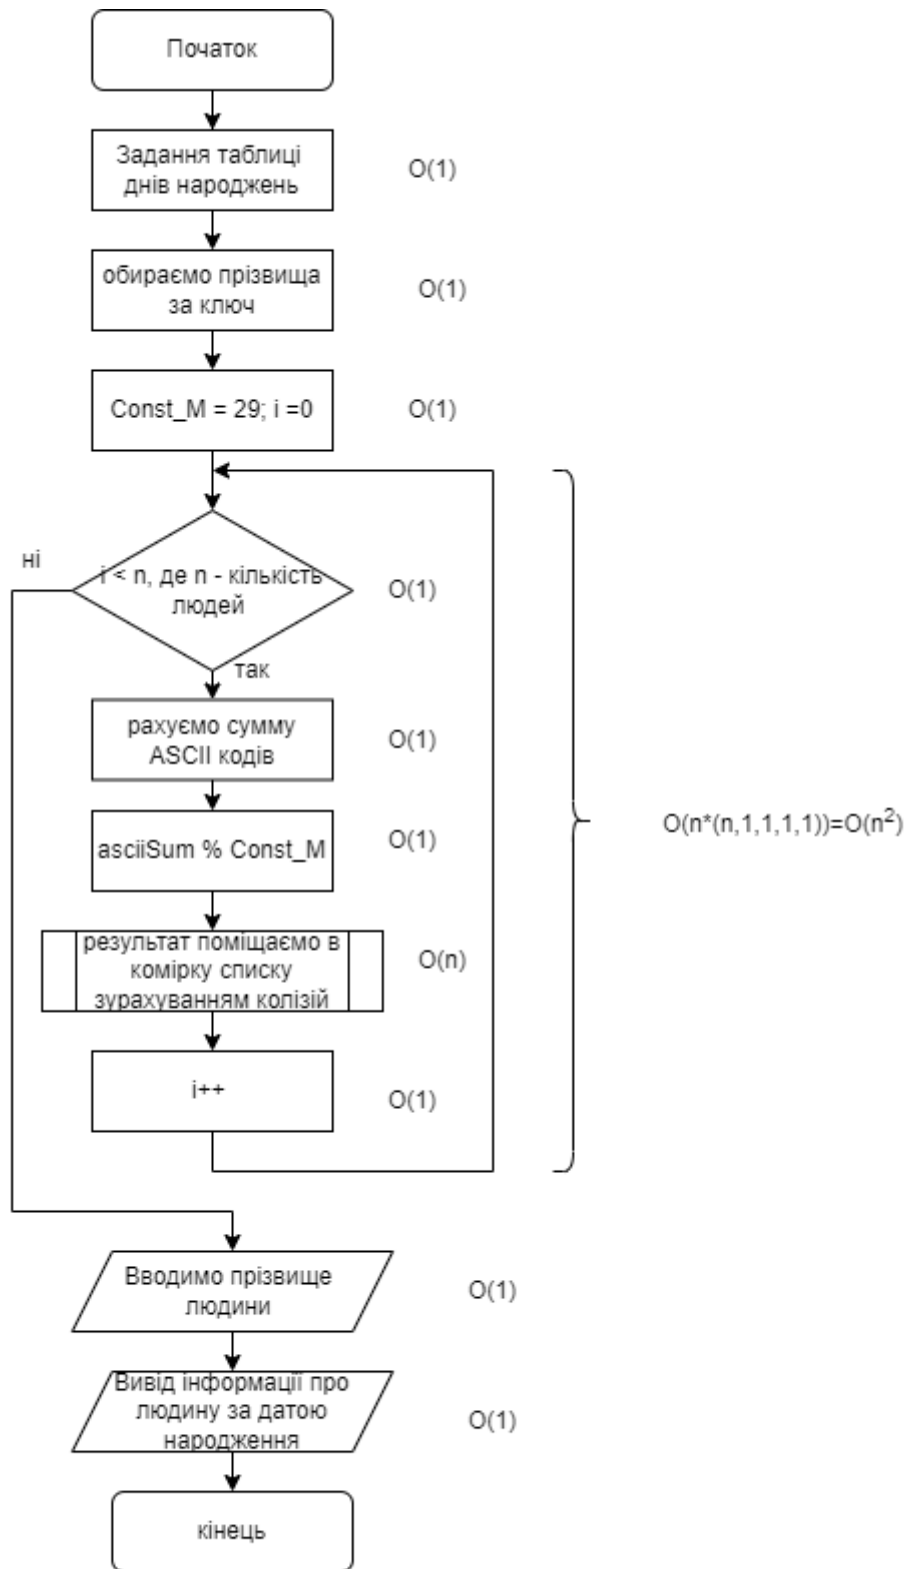 Початок
Задання таблиці
днів народжень
O(1)
обираємо прізвища
за ключ
O(1)
Const_M = 29; i =0
O(1)
ні
i < n, де n - кількість
людей
O(1)
так
рахуємо сумму
ASCII кодів
O(1)
asciiSum % Const_M
O(1)
O(n*(n,1,1,1,1))=O(n²)
результат поміщаємо в
комірку списку
зурахуванням колізій
O(n)
i++
O(1)
Вводимо прізвище
людини
O(1)
Вивід інформації про
людину за датою
народження
O(1)
кінець